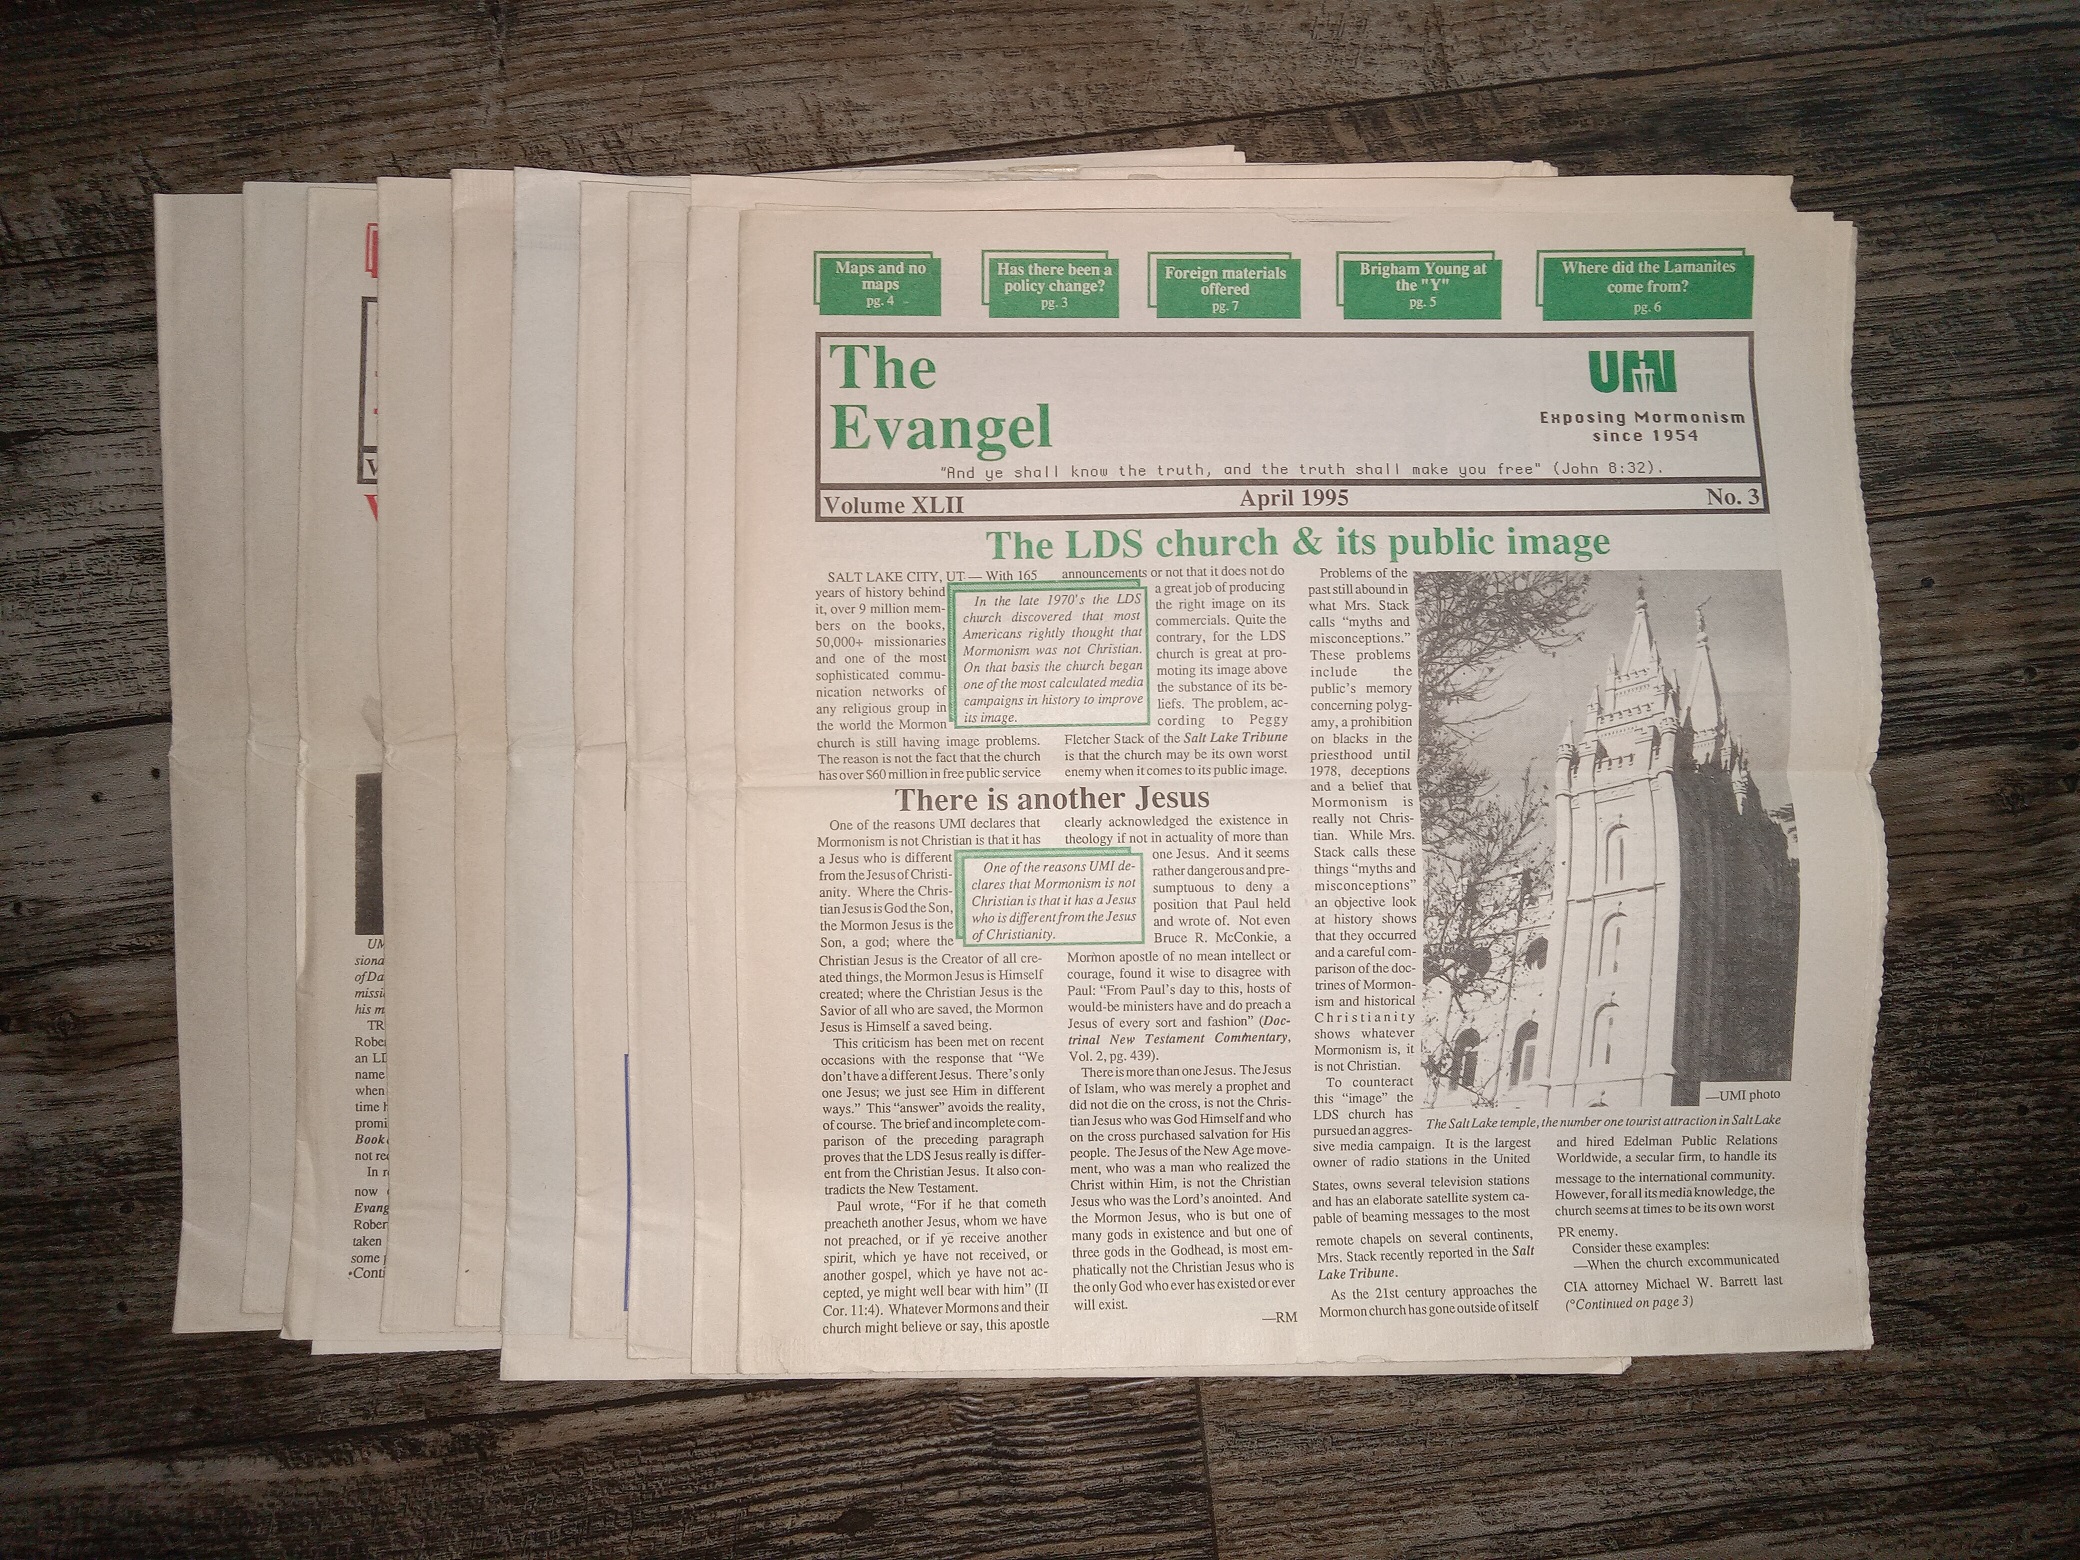 Maps and no
maps
pg. 4
Has there been a
policy change?
pg. 3
Foreign materials
offered
pg. 7
Brigham Young at
the "Y"
pg. 5
Where did the Lamanites
come from?
pg. 6
The
Evangel
UMI
Exposing Mormonism
since 1954
"And ye shall know the truth, and the truth shall make you free" (John 8:32).
Volume XLII
April 1995
No. 3
The LDS church & its public image
SALT LAKE CITY, UT — With 165
years of history behind
it, over 9 million mem-
bers on the books,
50,000+ missionaries
and one of the most
sophisticated commu-
nication networks of
any religious group in
the world the Mormon
church is still having image problems.
The reason is not the fact that the church
has over $60 million in free public service
In the late 1970's the LDS
church discovered that most
Americans rightly thought that
Mormonism was not Christian.
On that basis the church began
one of the most calculated media
campaigns in history to improve
its image.
announcements or not that it does not do
a great job of producing
the right image on its
commercials. Quite the
contrary, for the LDS
church is great at pro-
moting its image above
the substance of its be-
liefs. The problem, ac-
cording to Peggy
Fletcher Stack of the Salt Lake Tribune
is that the church may be its own worst
enemy when it comes to its public image.
Problems of the
past still abound in
what Mrs. Stack
calls “myths and
misconceptions.”
These problems
include the
public’s memory
concerning polyg-
amy, a prohibition
on blacks in the
priesthood until
1978, deceptions
and a belief that
Mormonism is
really not Chris-
tian. While Mrs.
Stack calls these
things “myths and
misconceptions”
an objective look
at history shows
that they occurred
and a careful com-
parison of the doc-
trines of Mormon-
ism and historical
Christianity
shows whatever
Mormonism is, it
is not Christian.
To counteract
this “image” the
LDS church has
pursued an aggres-
sive media campaign. It is the largest
owner of radio stations in the United
States, owns several television stations
and has an elaborate satellite system ca-
pable of beaming messages to the most
remote chapels on several continents,
Mrs. Stack recently reported in the Salt
Lake Tribune.
As the 21st century approaches the
Mormon church has gone outside of itself
—UMI photo
The Salt Lake temple, the number one tourist attraction in Salt Lake
and hired Edelman Public Relations
Worldwide, a secular firm, to handle its
message to the international community.
However, for all its media knowledge, the
church seems at times to be its own worst
PR enemy.
Consider these examples:
—When the church excommunicated
CIA attorney Michael W. Barrett last
(°Continued on page 3)
There is another Jesus
One of the reasons UMI declares that
Mormonism is not Christian is that it has
a Jesus who is different
from the Jesus of Christi-
anity. Where the Chris-
tian Jesus is God the Son,
the Mormon Jesus is the
Son, a god; where the
Christian Jesus is the Creator of all cre-
ated things, the Mormon Jesus is Himself
created; where the Christian Jesus is the
Savior of all who are saved, the Mormon
Jesus is Himself a saved being.
This criticism has been met on recent
occasions with the response that “We
don’t have a different Jesus. There’s only
one Jesus; we just see Him in different
ways.” This “answer” avoids the reality,
of course. The brief and incomplete com-
parison of the preceding paragraph
proves that the LDS Jesus really is differ-
ent from the Christian Jesus. It also con-
tradicts the New Testament.
Paul wrote, “For if he that cometh
preacheth another Jesus, whom we have
not preached, or if ye receive another
spirit, which ye have not received, or
another gospel, which ye have not ac-
cepted, ye might well bear with him” (II
Cor. 11:4). Whatever Mormons and their
church might believe or say, this apostle
One of the reasons UMI de-
clares that Mormonism is not
Christian is that it has a Jesus
who is different from the Jesus
of Christianity.
clearly acknowledged the existence in
theology if not in actuality of more than
one Jesus. And it seems
rather dangerous and pre-
sumptuous to deny a
position that Paul held
and wrote of. Not even
Bruce R. McConkie, a
Mormon apostle of no mean intellect or
courage, found it wise to disagree with
Paul: “From Paul’s day to this, hosts of
would-be ministers have and do preach a
Jesus of every sort and fashion” (Doc-
trinal New Testament Commentary,
Vol. 2, pg. 439).
There is more than one Jesus. The Jesus
of Islam, who was merely a prophet and
did not die on the cross, is not the Chris-
tian Jesus who was God Himself and who
on the cross purchased salvation for His
people. The Jesus of the New Age move-
ment, who was a man who realized the
Christ within Him, is not the Christian
Jesus who was the Lord’s anointed. And
the Mormon Jesus, who is but one of
many gods in existence and but one of
three gods in the Godhead, is most em-
phatically not the Christian Jesus who is
the only God who ever has existed or ever
will exist.
—RM
UM
siona
of Da
missi
his m
TR
Rober
an LD
name
when
time h
promi
Book
not rec
In r
now
Evang
Rober
taken
some
•Conti